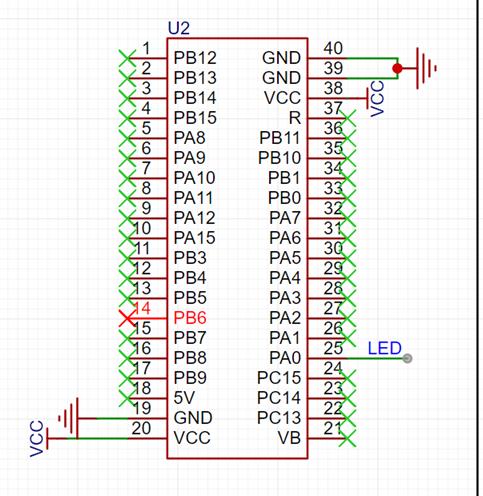 U2
1 PB12 GND 40
2 PB13 GND 39
3 PB14 VCC 38 VCC
4 PB15 R 37
5 PA8 PB11 36
6 PA9 PB10 35
7 PA10 PB1 34
8 PA11 PB0 33
9 PA12 PA7 32
10 PA15 PA6 31
11 PB3 PA5 30
12 PB4 PA4 29
13 PB5 PA3 28
14 PB6 PA2 27
15 PB7 PA1 26
16 PB8 PA0 25 LED
17 PB9 PC15 24
18 5V PC14 23
19 GND PC13 22
VCC 20 VCC VB 21